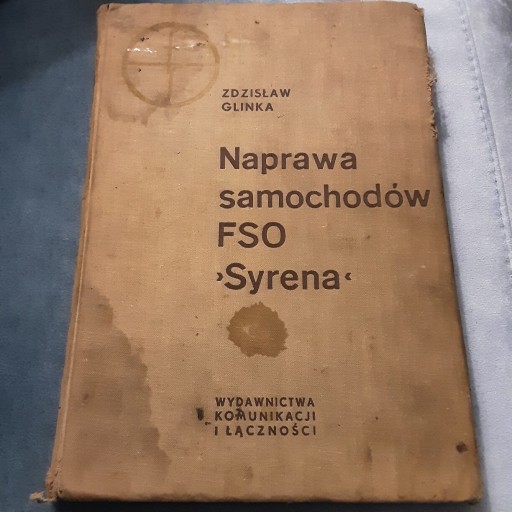 ZDZISŁAW
GLINKA
Naprawa
samochodów
FSO
›Syrena‹
WYDAWNICTWA
KOMUNIKACJI
I ŁĄCZNOŚCI